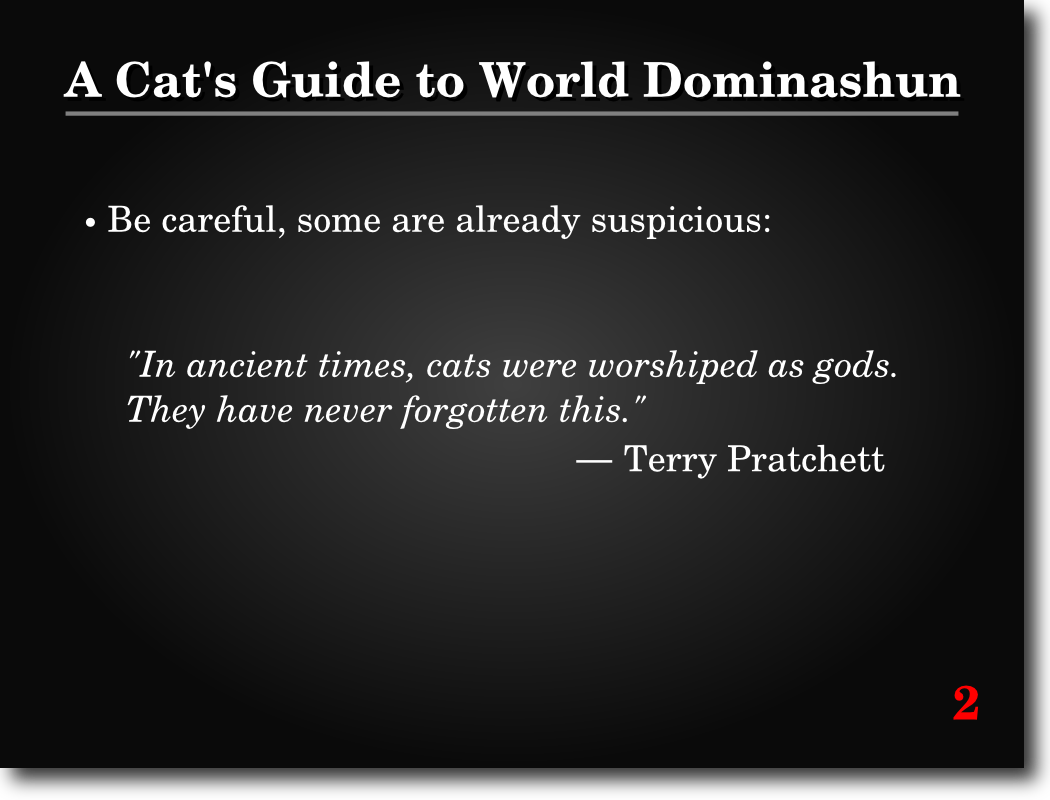 A Cat's Guide to World Dominashun
• Be careful, some are already suspicious:
"In ancient times, cats were worshiped as gods.
They have never forgotten this."
— Terry Pratchett
2